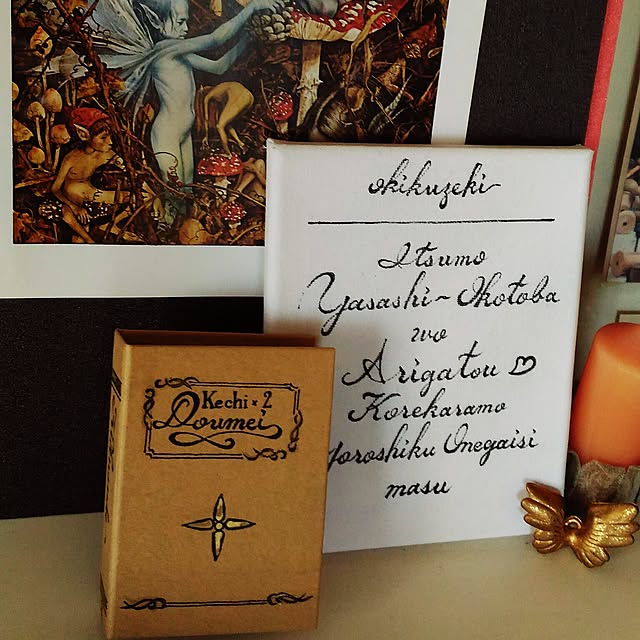 okikuzeki
Itsumo
Yasashi~ Okotoba
wo
Arigatou ♡
Korekaramo
Yoroshiku Onegaisi
masu
Kechi×2
Doumei